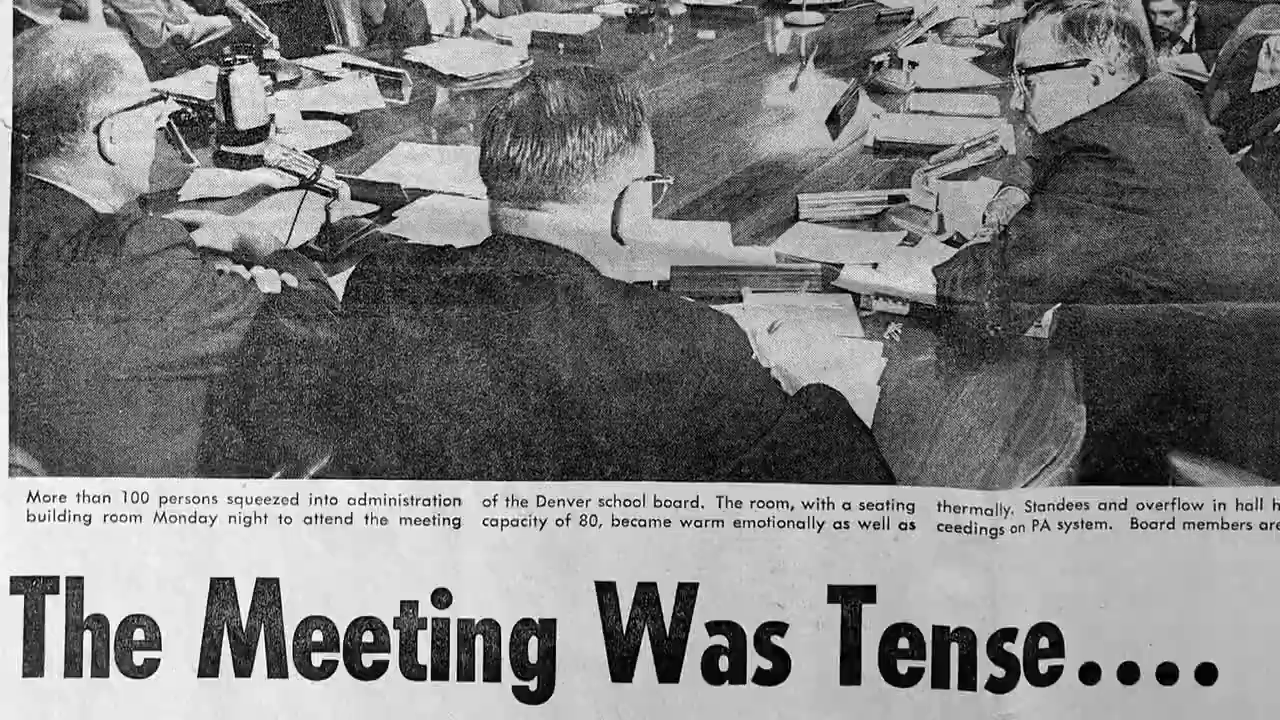 More than 100 persons squeezed into administration
building room Monday night to attend the meeting
of the Denver school board. The room, with a seating
capacity of 80, became warm emotionally as well as
thermally. Standees and overflow in hall
ceedings on PA system. Board members are
The Meeting Was Tense....